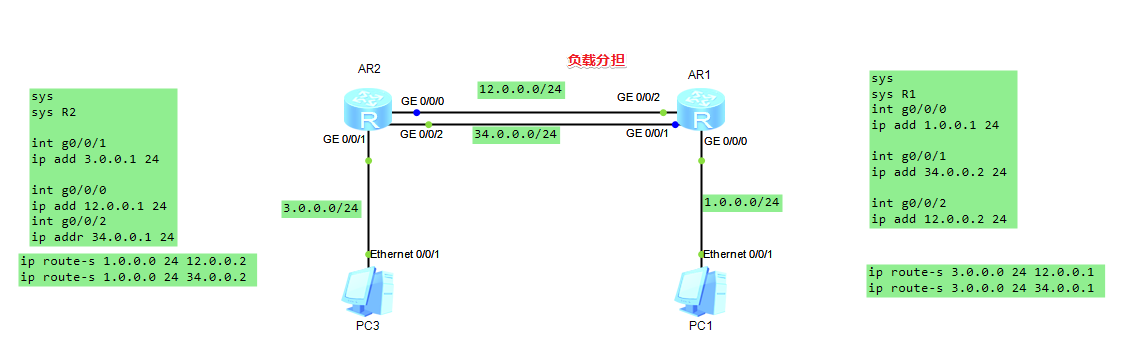 负载分担
AR2
AR1
12.0.0.0/24
GE 0/0/0
GE 0/0/2
34.0.0.0/24
GE 0/0/1
GE 0/0/2
GE 0/0/1
GE 0/0/0
sys
sys R2
int g0/0/1
ip add 3.0.0.1 24
int g0/0/0
ip add 12.0.0.1 24
int g0/0/2
ip addr 34.0.0.1 24
ip route-s 1.0.0.0 24 12.0.0.2
ip route-s 1.0.0.0 24 34.0.0.2
3.0.0.0/24
1.0.0.0/24
Ethernet 0/0/1
Ethernet 0/0/1
PC3
PC1
sys
sys R1
int g0/0/0
ip add 1.0.0.1 24
int g0/0/1
ip add 34.0.0.2 24
int g0/0/2
ip add 12.0.0.2 24
ip route-s 3.0.0.0 24 12.0.0.1
ip route-s 3.0.0.0 24 34.0.0.1